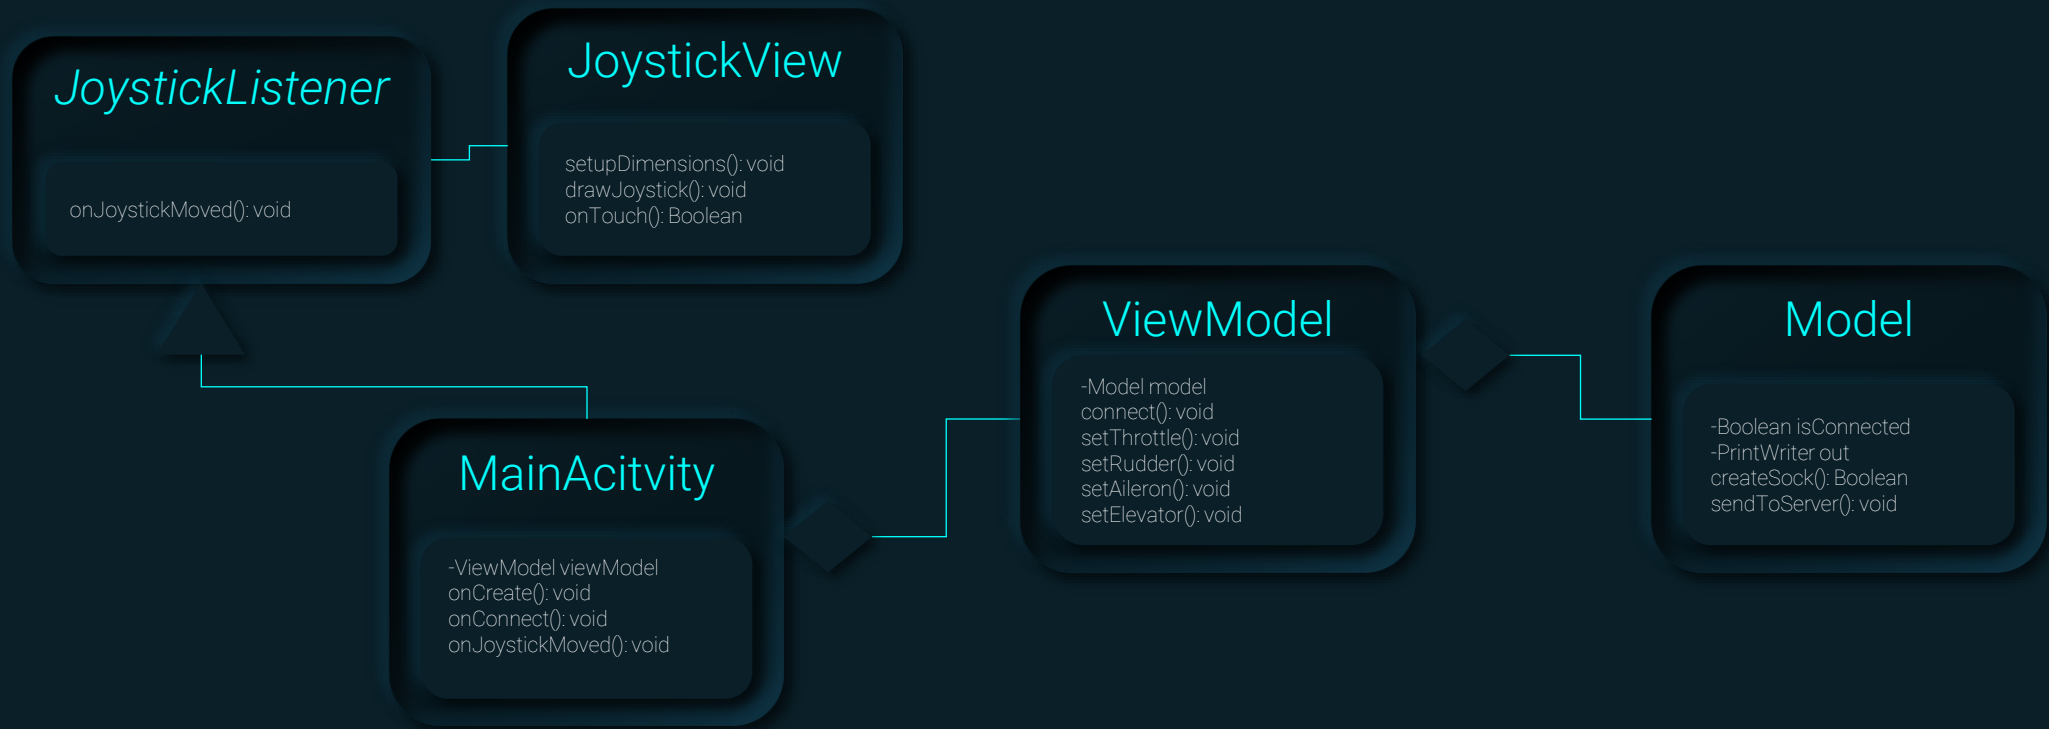 JoystickListener
onJoystickMoved(): void
JoystickView
setupDimensions(): void
drawJoystick(): void
onTouch(): Boolean
MainAcitvity
-ViewModel viewModel
onCreate(): void
onConnect(): void
onJoystickMoved(): void
ViewModel
-Model model
connect(): void
setThrottle(): void
setRudder(): void
setAileron(): void
setElevator(): void
Model
-Boolean isConnected
-PrintWriter out
createSock(): Boolean
sendToServer(): void